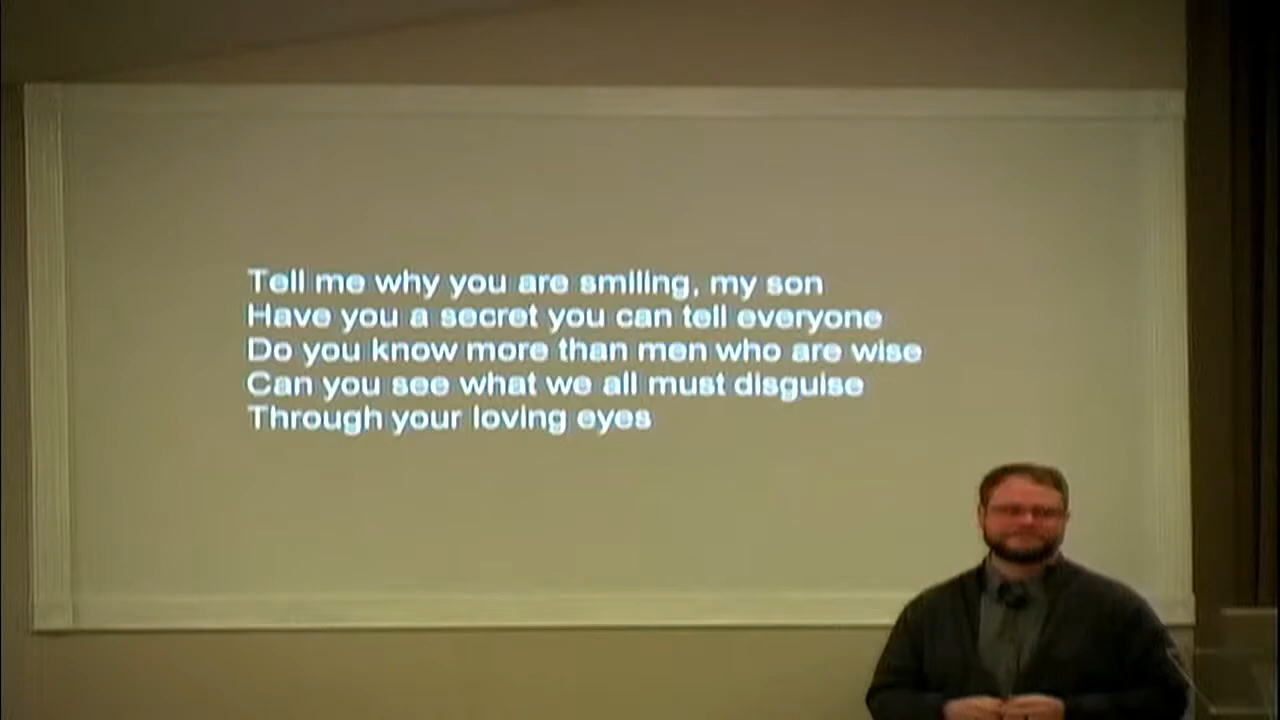 Tell me why you are smiling, my son
Have you a secret you can tell everyone
Do you know more than men who are wise
Can you see what we all must disguise
Through your loving eyes